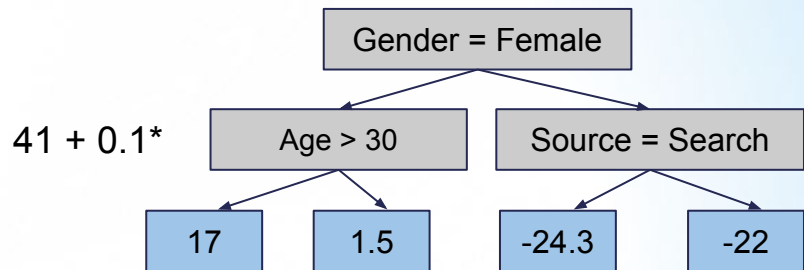 Gender = Female
41 + 0.1*
Age > 30
Source = Search
17
1.5
-24.3
-22